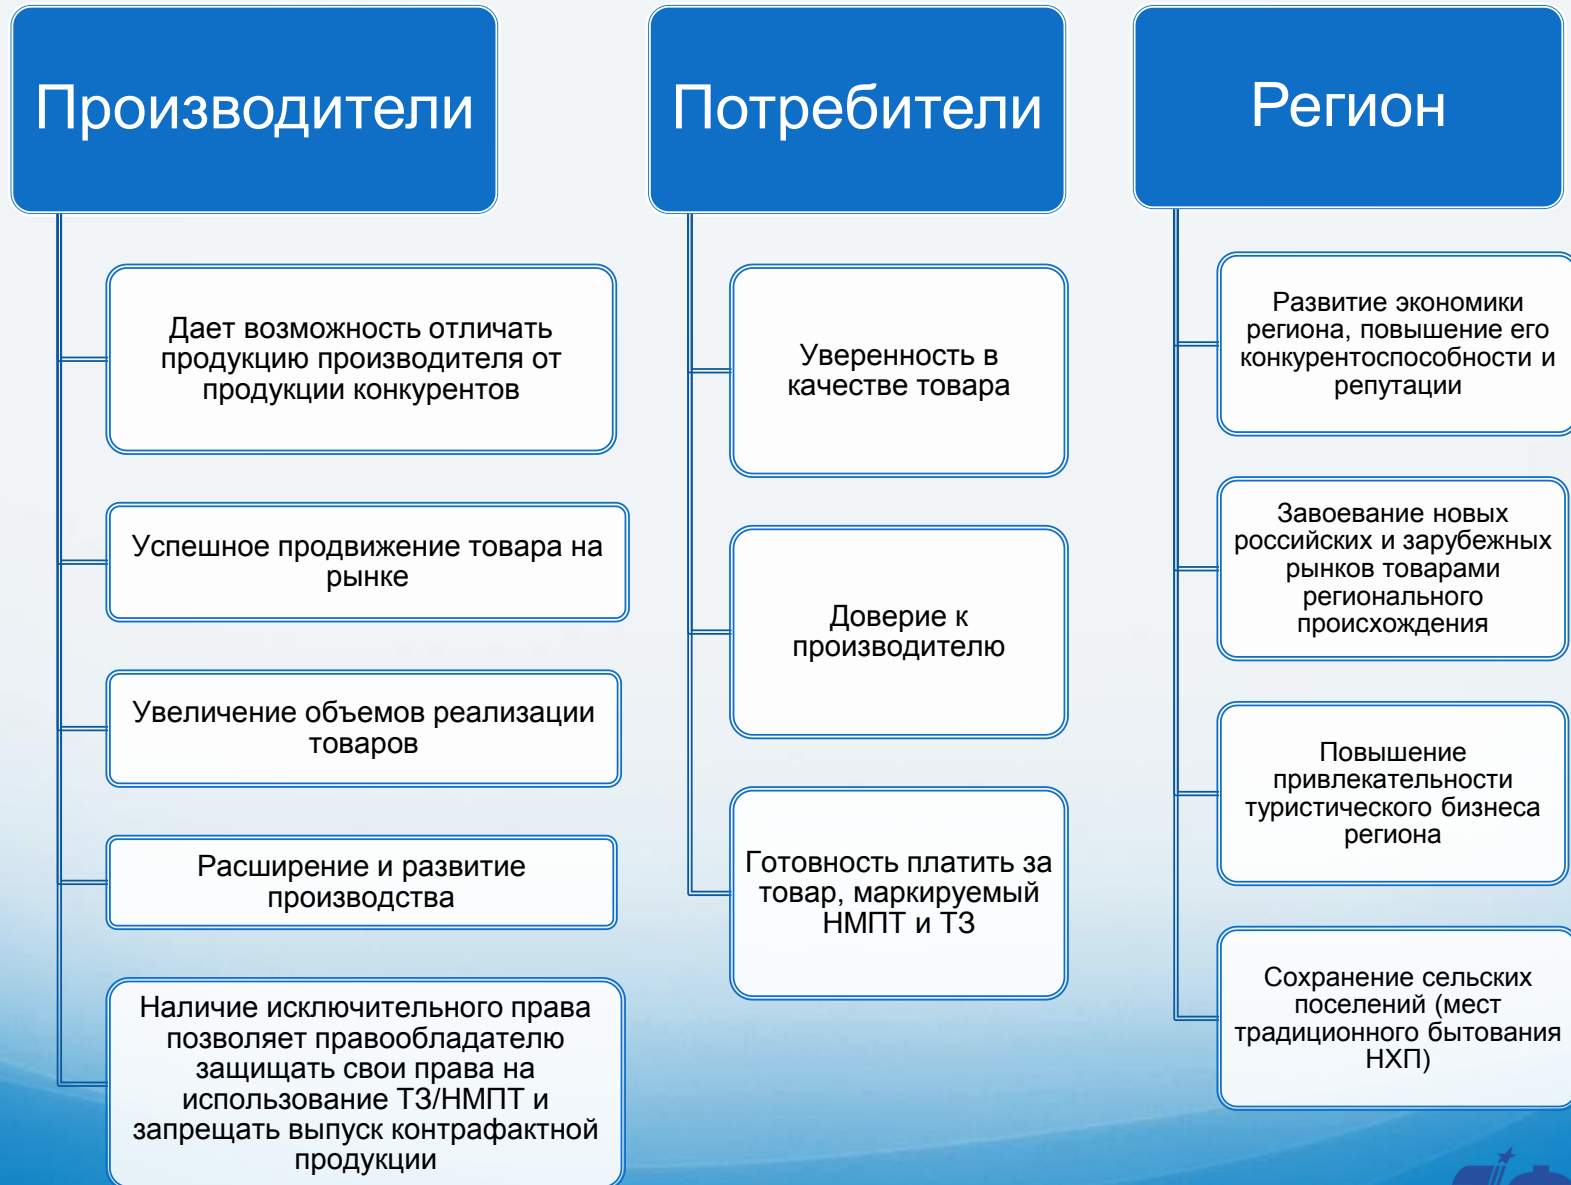 Производители
Дает возможность отличать
продукцию производителя от
продукции конкурентов
Успешное продвижение товара на
рынке
Увеличение объемов реализации
товаров
Расширение и развитие
производства
Наличие исключительного права
позволяет правообладателю
защищать свои права на
использование ТЗ/НМПТ и
запрещать выпуск контрафактной
продукции
Потребители
Уверенность в
качестве товара
Доверие к
производителю
Готовность платить за
товар, маркируемый
НМПТ и ТЗ
Регион
Развитие экономики
региона, повышение его
конкурентоспособности и
репутации
Завоевание новых
российских и зарубежных
рынков товарами
регионального
происхождения
Повышение
привлекательности
туристического бизнеса
региона
Сохранение сельских
поселений (мест
традиционного бытования
НХП)